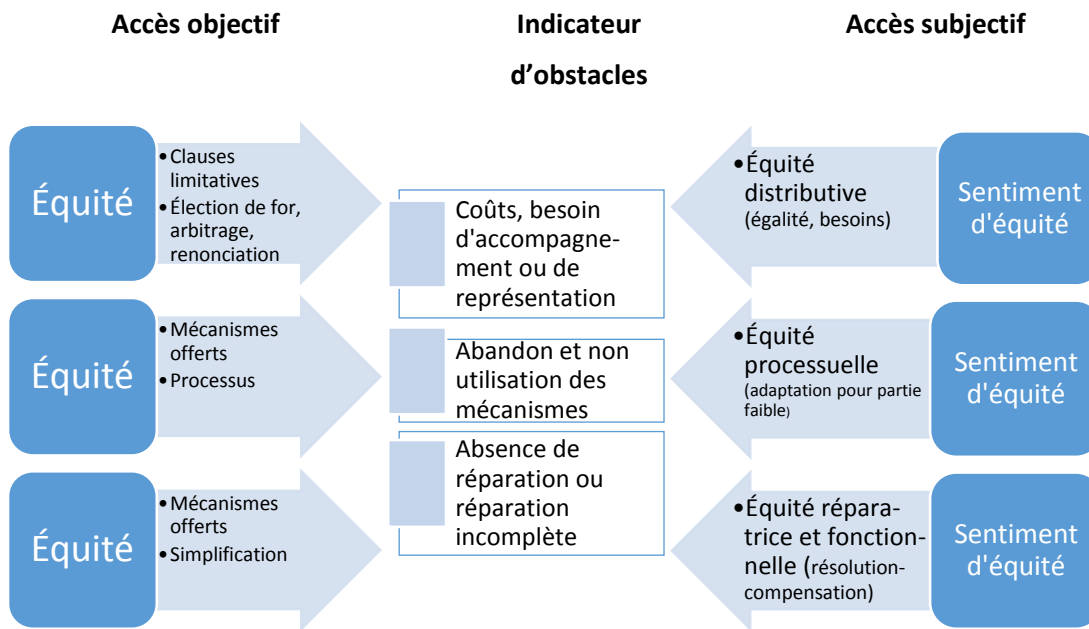 Accès objectif
Indicateur
d'obstacles
Accès subjectif
Équité
•Clauses
limitatives
•Élection de for,
arbitrage,
renonciation
Coûts, besoin
d'accompagne-
ment ou de
représentation
•Équité
distributive
(égalité, besoins)
Sentiment
d'équité
Équité
•Mécanismes
offerts
•Processus
Abandon et non
utilisation des
mécanismes
•Équité
processuelle
(adaptation pour partie
faible)
Sentiment
d'équité
Équité
•Mécanismes
offerts
•Simplification
Absence de
réparation ou
réparation
incomplète
•Équité répara-
trice et fonction-
nelle (résolution-
compensation)
Sentiment
d'équité